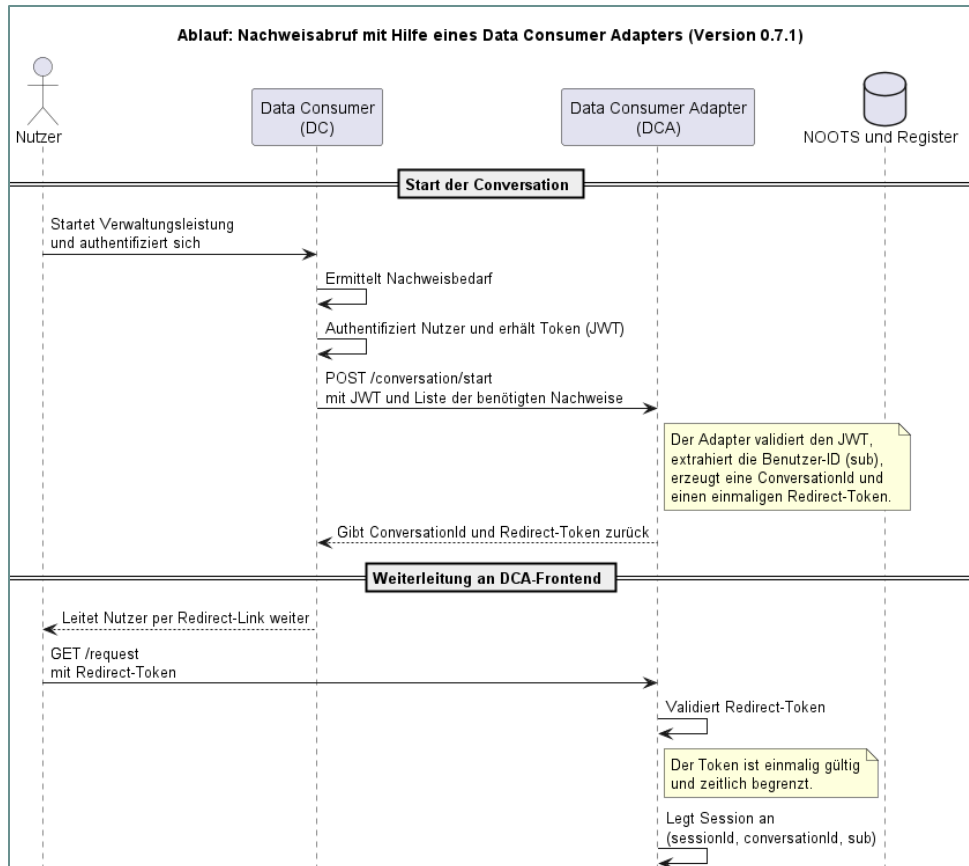 Ablauf: Nachweisabruf mit Hilfe eines Data Consumer Adapters (Version 0.7.1)
Nutzer
Data Consumer
(DC)
Data Consumer Adapter
(DCA)
NOOTS und Register
Start der Conversation
Startet Verwaltungsleistung
und authentifiziert sich
Ermittelt Nachweisbedarf
Authentifiziert Nutzer und erhält Token (JWT)
POST /conversation/start
mit JWT und Liste der benötigten Nachweise
Der Adapter validiert den JWT,
extrahiert die Benutzer-ID (sub),
erzeugt eine ConversationId und
einen einmaligen Redirect-Token.
Gibt ConversationId und Redirect-Token zurück
Weiterleitung an DCA-Frontend
Leitet Nutzer per Redirect-Link weiter
GET /request
mit Redirect-Token
Validiert Redirect-Token
Der Token ist einmalig gültig
und zeitlich begrenzt.
Legt Session an
(sessionId, conversationId, sub)